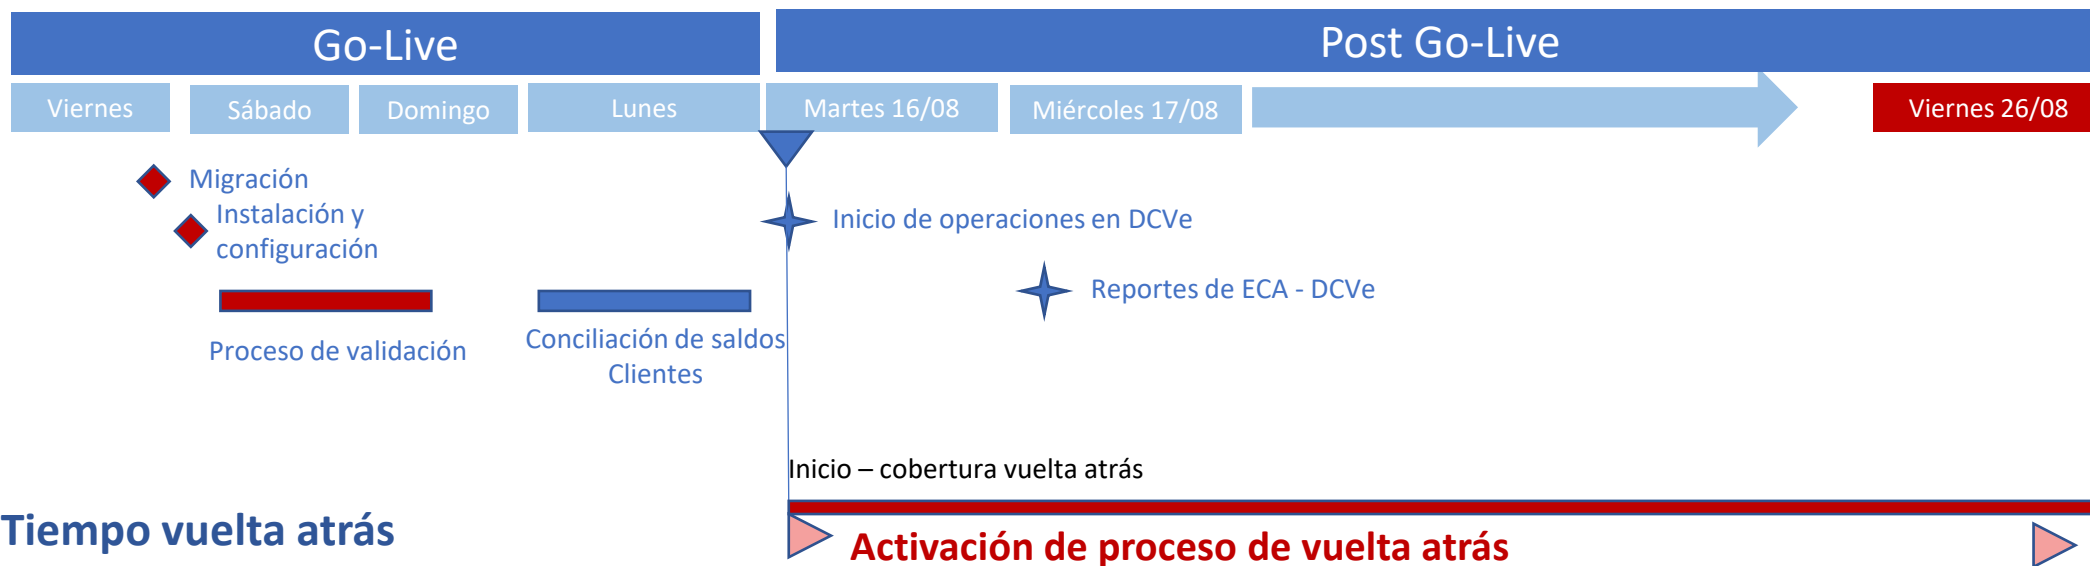 Go-Live
Post Go-Live
Viernes
Sábado
Domingo
Lunes
Martes 16/08
Miércoles 17/08
Viernes 26/08
Migración
Instalación y
configuración
Inicio de operaciones en DCVe
Reportes de ECA - DCVe
Proceso de validación
Conciliación de saldos
Clientes
Inicio – cobertura vuelta atrás
Tiempo vuelta atrás
Activación de proceso de vuelta atrás